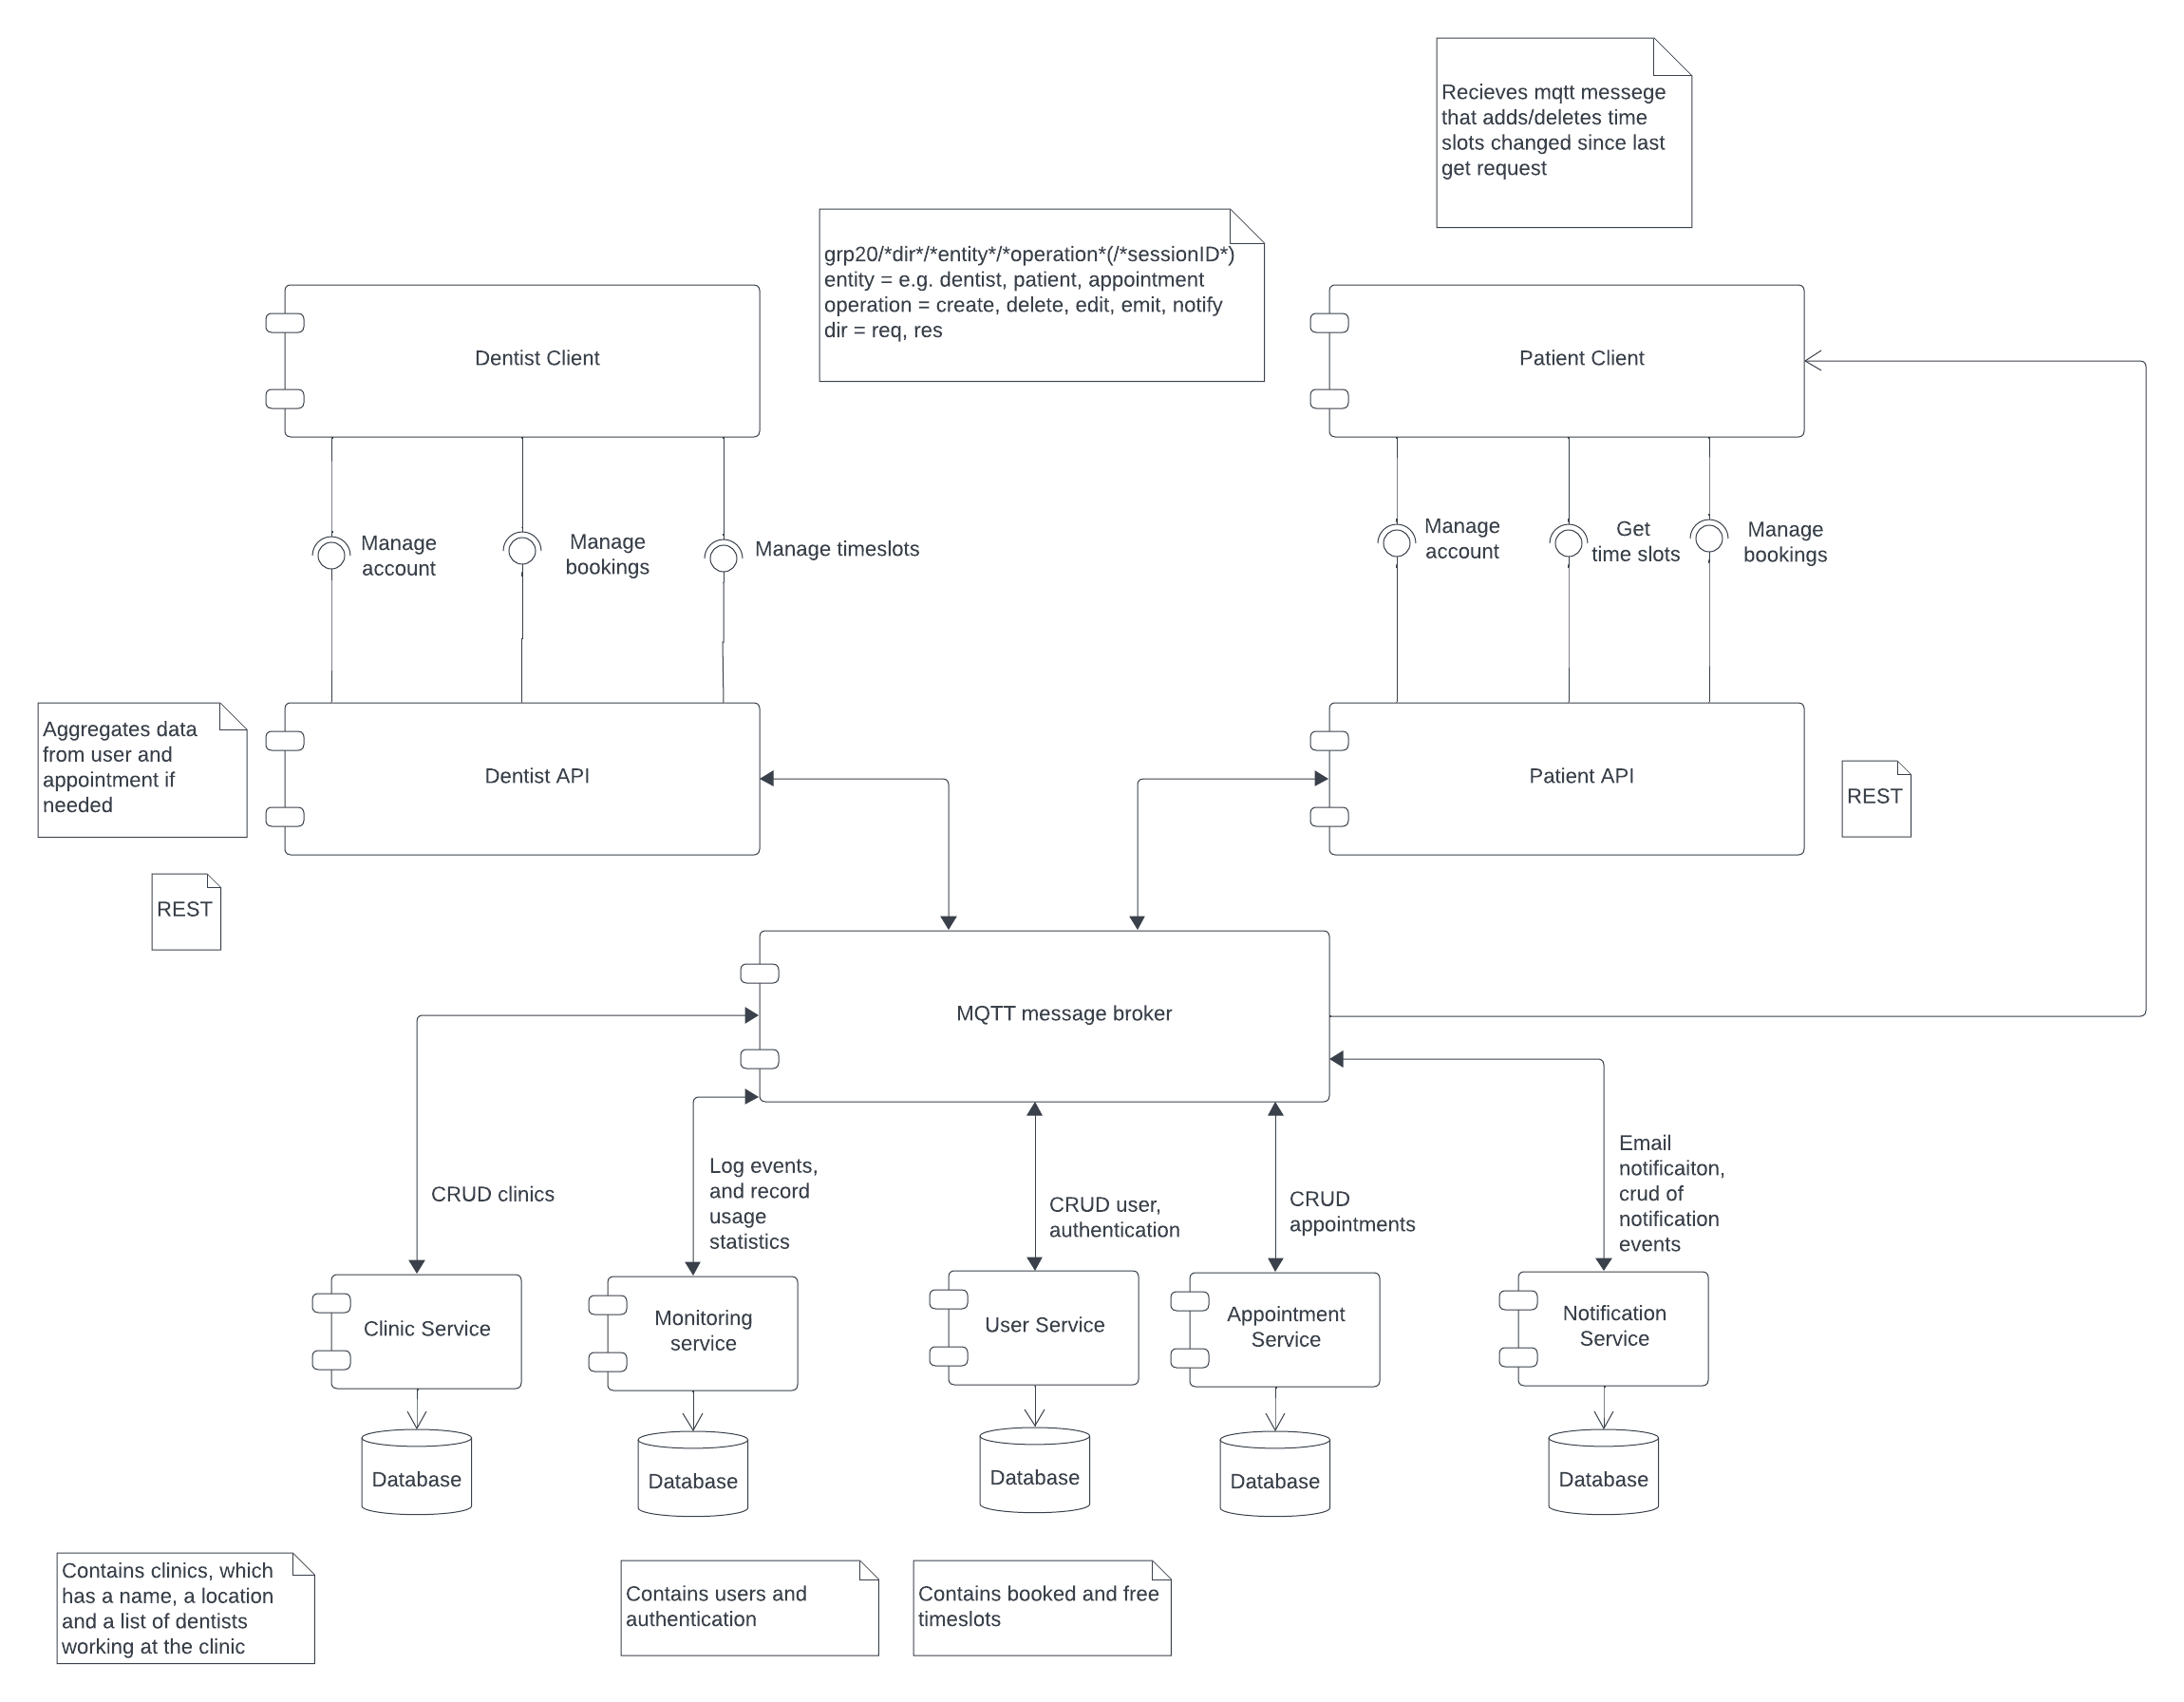 Recieves mqtt messege
that adds/deletes time
slots changed since last
get request
grp20/*dir*/*entity*/*operation*(/*sessionID*)
entity = e.g. dentist, patient, appointment
operation = create, delete, edit, emit, notify
dir = req, res
Dentist Client
Patient Client
Manage
account
Manage
bookings
Manage timeslots
Manage
account
Get
time slots
Manage
bookings
Aggregates data
from user and
appointment if
needed
Dentist API
Patient API
REST
REST
MQTT message broker
CRUD clinics
Log events,
and record
usage
statistics
CRUD user,
authentication
CRUD
appointments
Email
notificaiton,
crud of
notification
events
Clinic Service
Monitoring
service
User Service
Appointment
Service
Notification
Service
Database
Database
Database
Database
Database
Contains clinics, which
has a name, a location
and a list of dentists
working at the clinic
Contains users and
authentication
Contains booked and free
timeslots